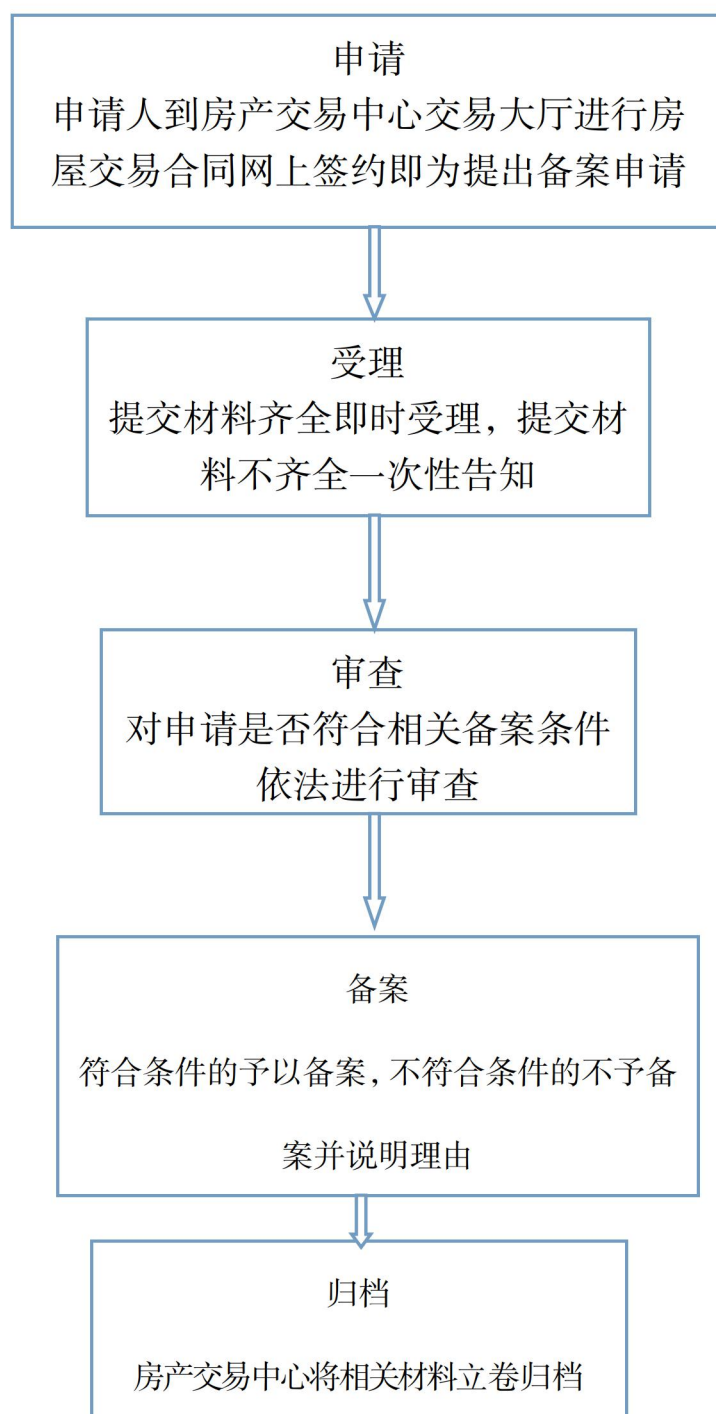 申请
申请人到房产交易中心交易大厅进行房
屋交易合同网上签约即为提出备案申请
受理
提交材料齐全即时受理，提交材
料不齐全一次性告知
审查
对申请是否符合相关备案条件
依法进行审查
备案
符合条件的予以备案，不符合条件的不予备
案并说明理由
归档
房产交易中心将相关材料立卷归档